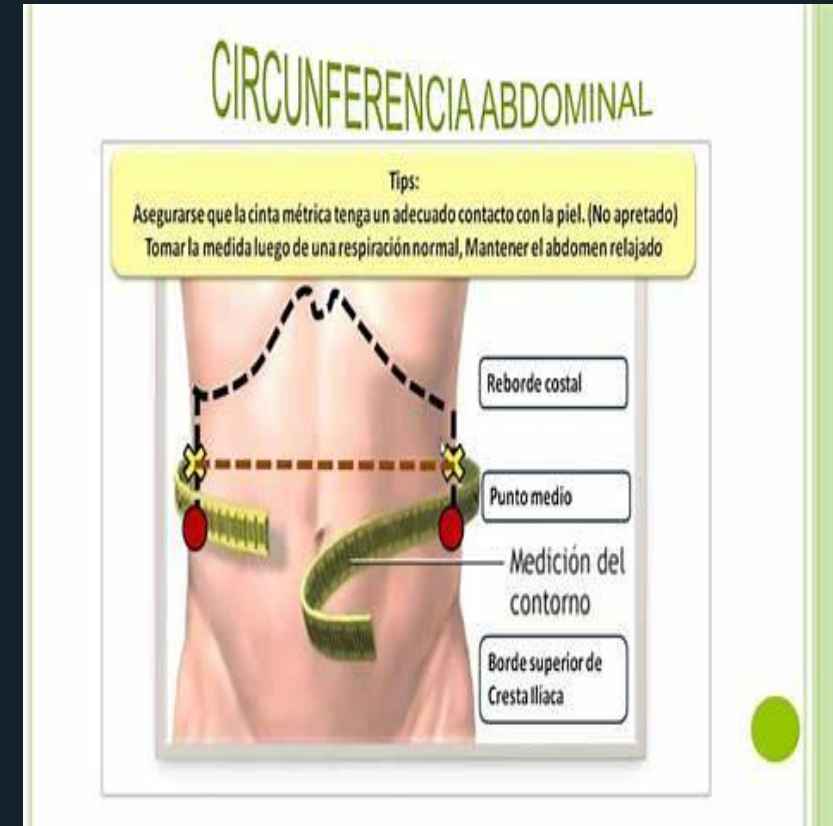 CIRCUNFERENCIA ABDOMINAL
Tips:
Asegurarse que la cinta métrica tenga un adecuado contacto con la piel. (No apretado)
Tomar la medida luego de una respiración normal, Mantener el abdomen relajado
Reborde costal
Punto medio
Medición del
contorno
Borde superior de
Cresta Ilíaca